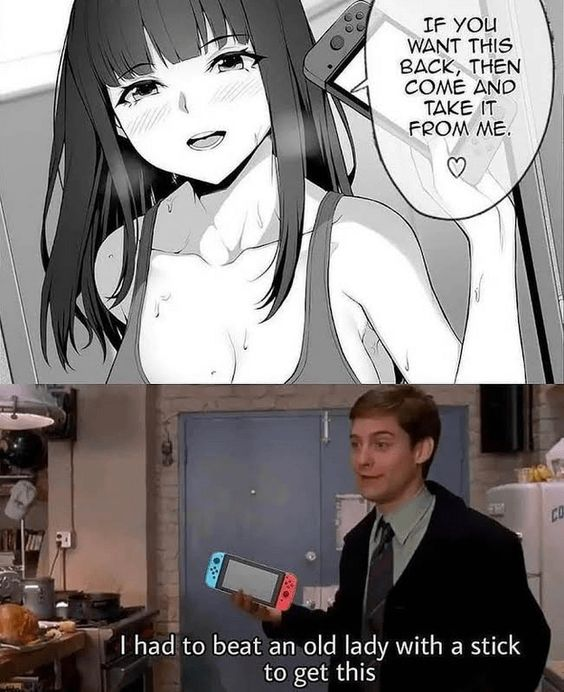 IF YOU
WANT THIS
BACK, THEN
COME AND
TAKE IT
FROM ME.
♡
CO
I had to beat an old lady with a stick
to get this